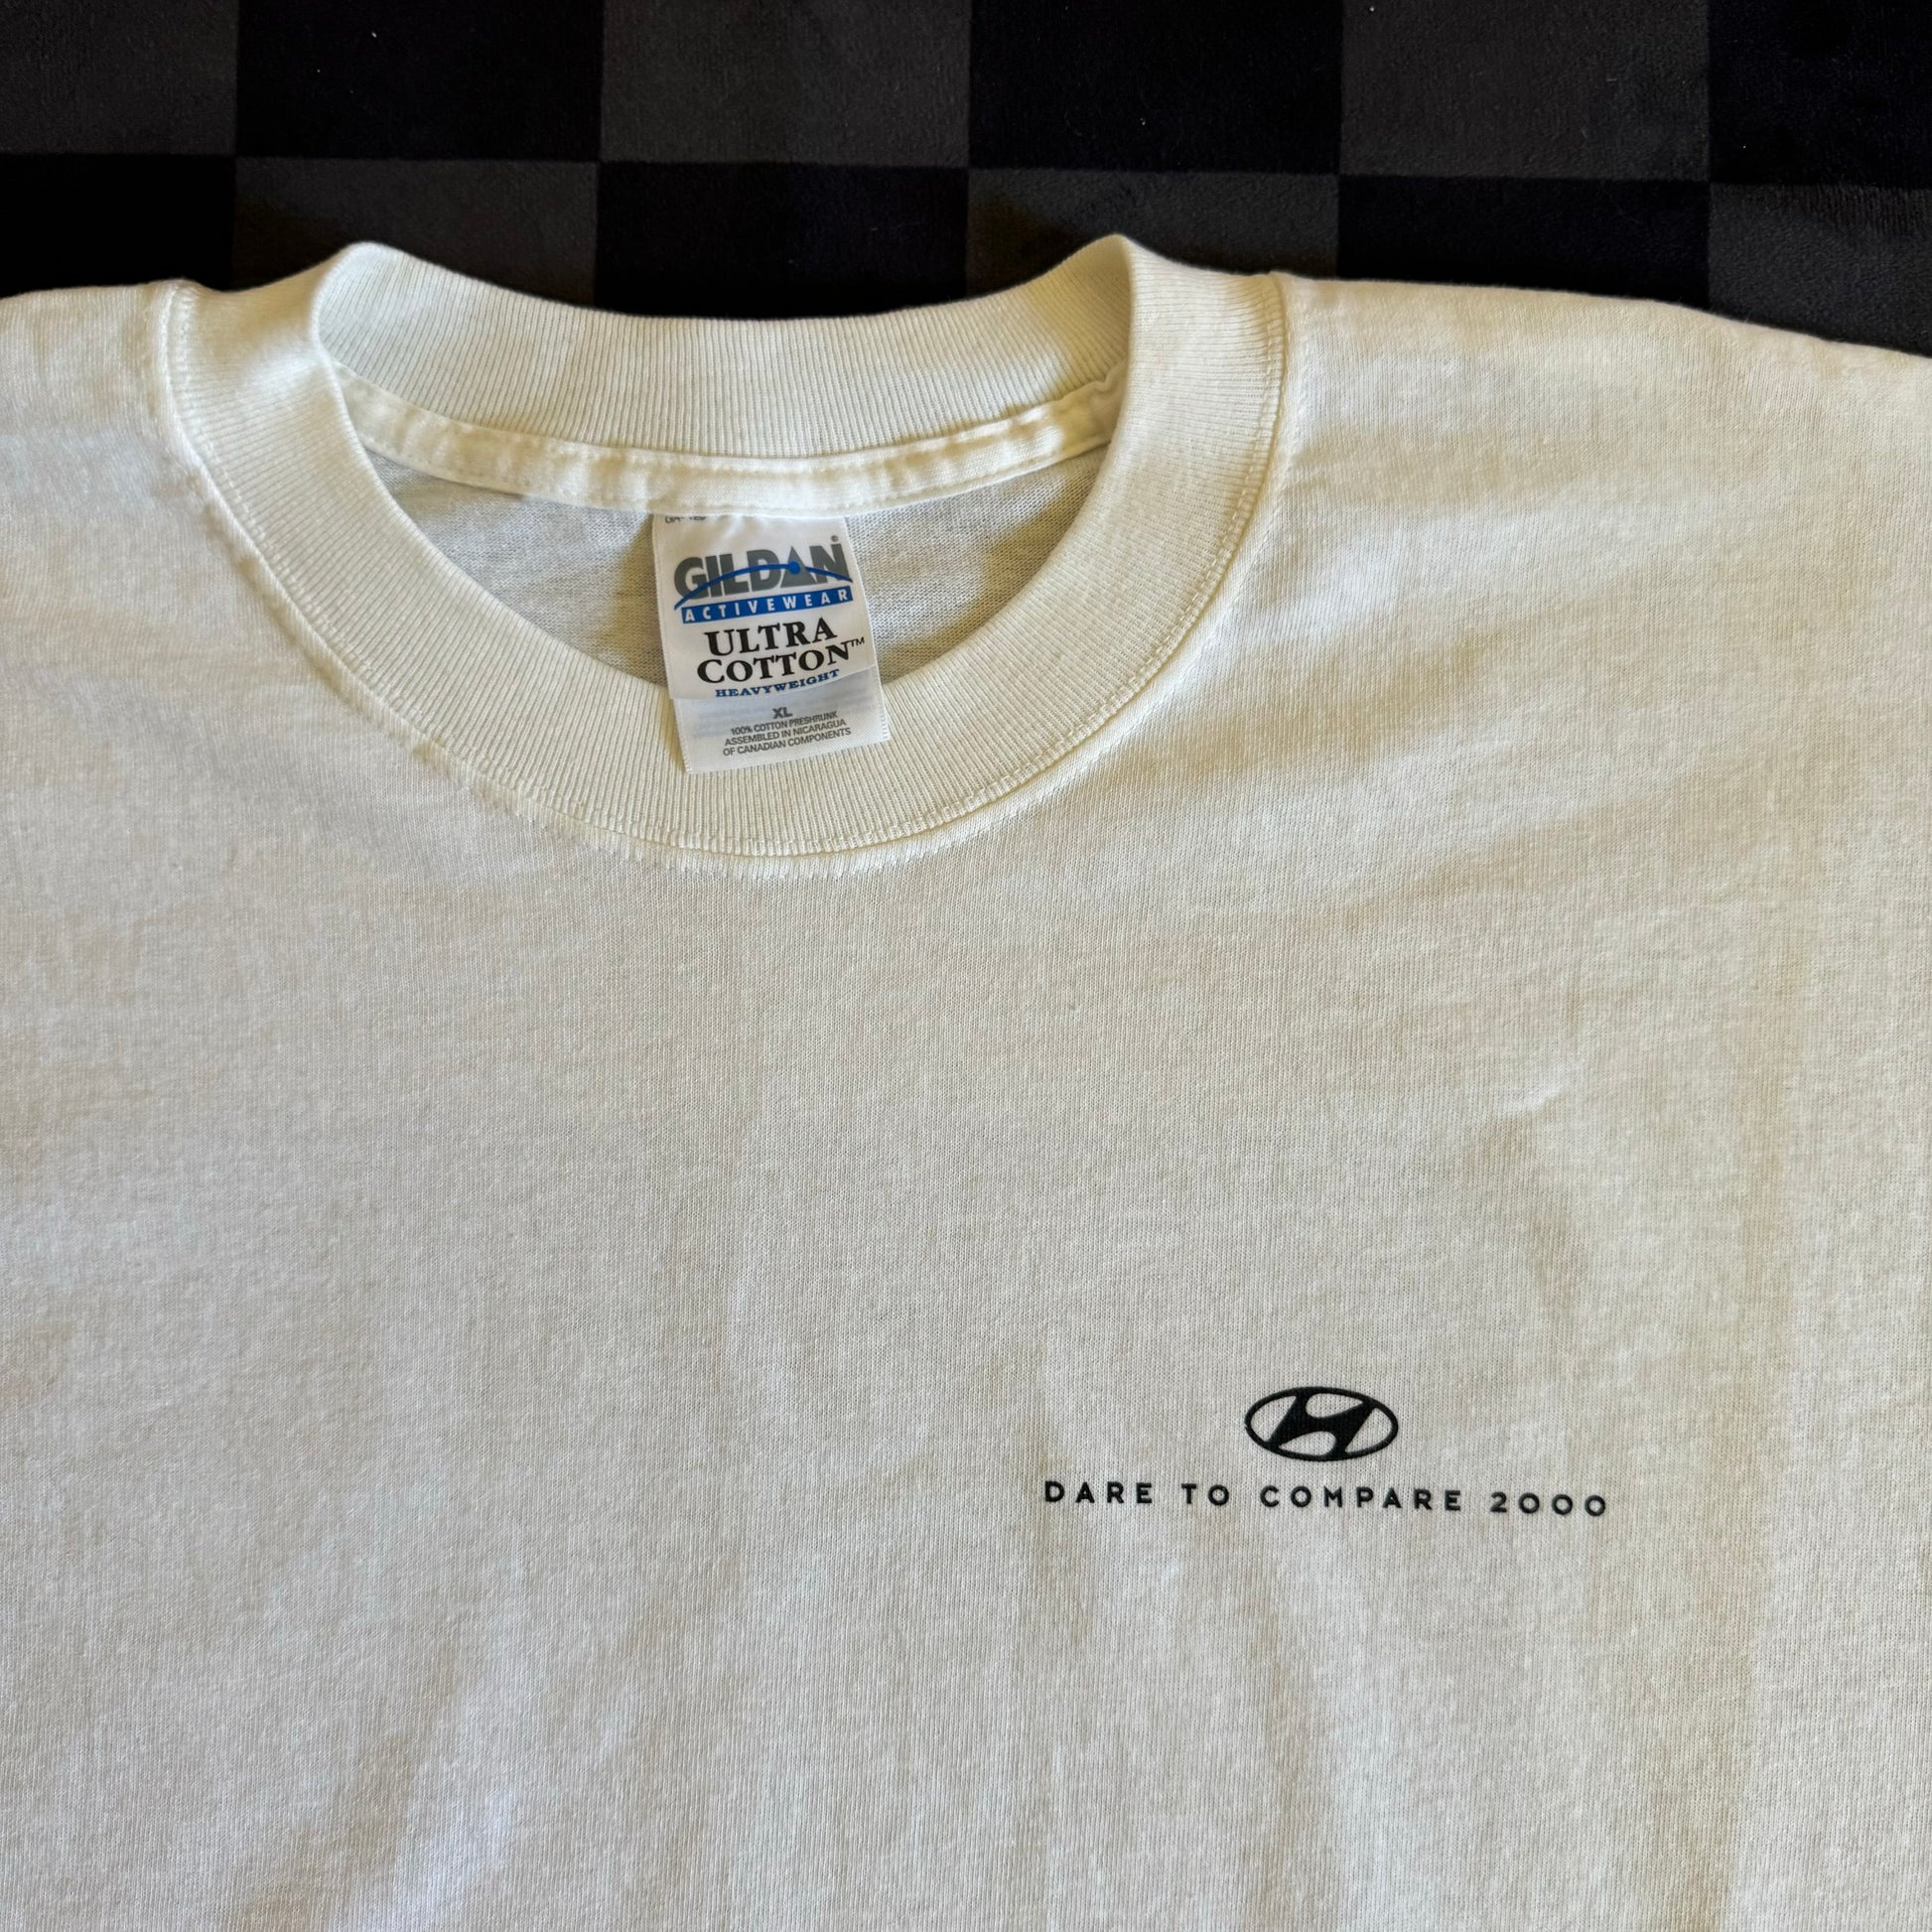 GILDAN®
ACTIVEWEAR
ULTRA
COTTON™
HEAVYWEIGHT
XL
100% COTTON PRESHRUNK
ASSEMBLED IN NICARAGUA
OF CANADIAN COMPONENTS
DARE TO COMPARE 2000